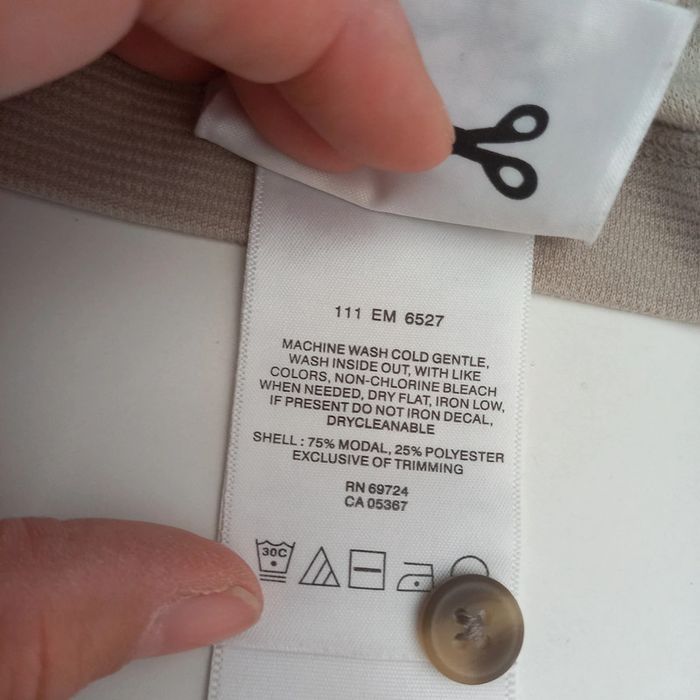 111 EM 6527
MACHINE WASH COLD GENTLE,
WASH INSIDE OUT, WITH LIKE
COLORS, NON-CHLORINE BLEACH
WHEN NEEDED, DRY FLAT, IRON LOW,
IF PRESENT DO NOT IRON DECAL,
DRYCLEANABLE
SHELL : 75% MODAL, 25% POLYESTER
EXCLUSIVE OF TRIMMING
RN 69724
CA 05367
30C